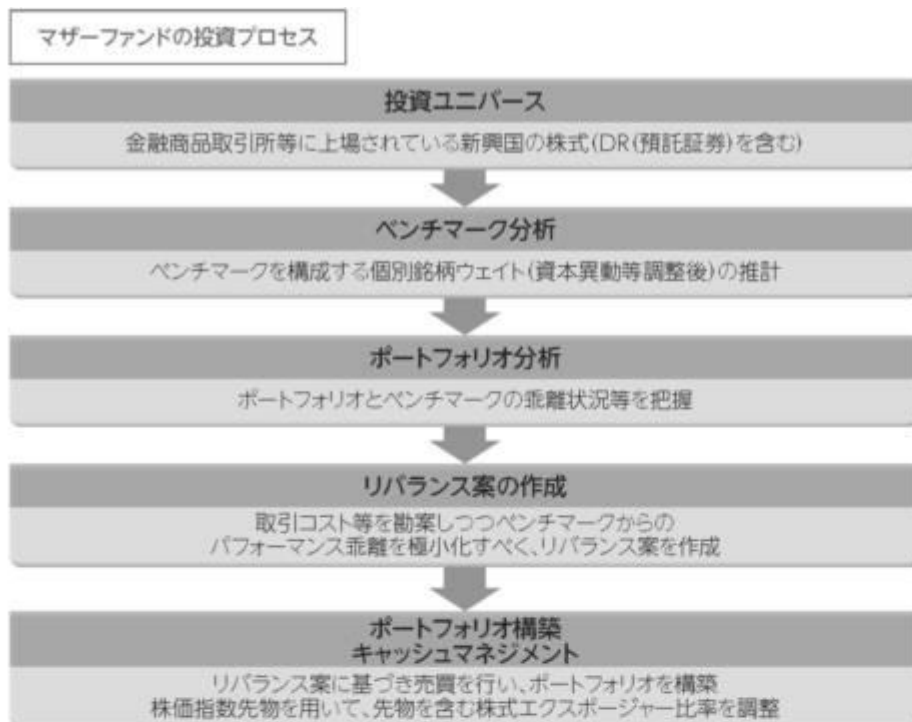 マザーファンドの投資プロセス
投資ユニバース
金融商品取引所等に上場されている新興国の株式(DR(預託証券)を含む)
ベンチマーク分析
ベンチマークを構成する個別銘柄ウェイト(資本異動等調整後)の推計
ポートフォリオ分析
ポートフォリオとベンチマークの乖離状況等を把握
リバランス案の作成
取引コスト等を勘案しつつベンチマークからの
パフォーマンス乖離を極小化すべく、リバランス案を作成
ポートフォリオ構築
キャッシュマネジメント
リバランス案に基づき売買を行い、ポートフォリオを構築
株価指数先物を用いて、先物を含む株式エクスポージャー比率を調整